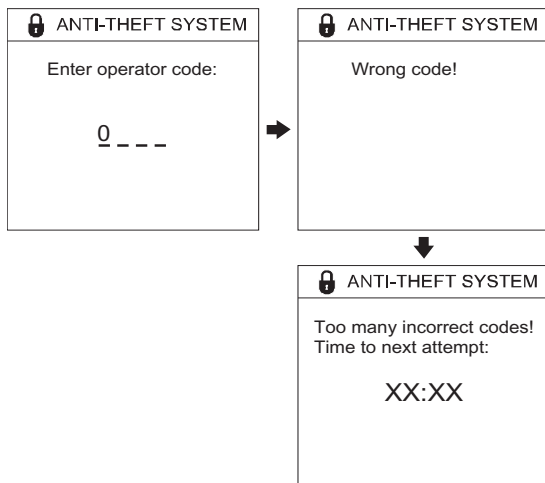 ANTI-THEFT SYSTEM
Enter operator code:
0 _ _ _
ANTI-THEFT SYSTEM
Wrong code!
ANTI-THEFT SYSTEM
Too many incorrect codes!
Time to next attempt:
XX:XX